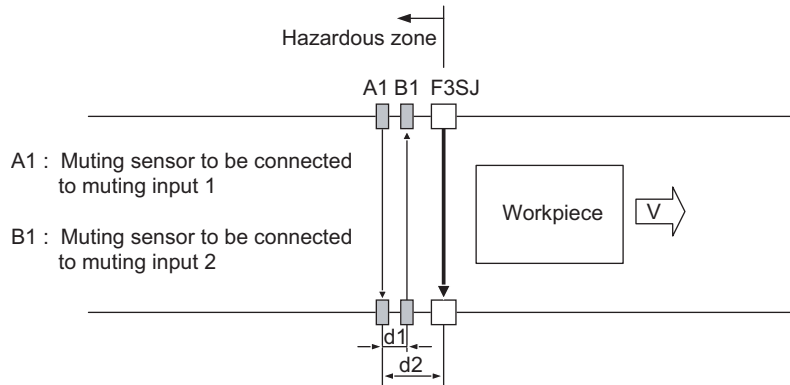 Hazardous zone
A1 B1 F3SJ
A1 : Muting sensor to be connected
to muting input 1
B1 : Muting sensor to be connected
to muting input 2
Workpiece
V
d1
d2